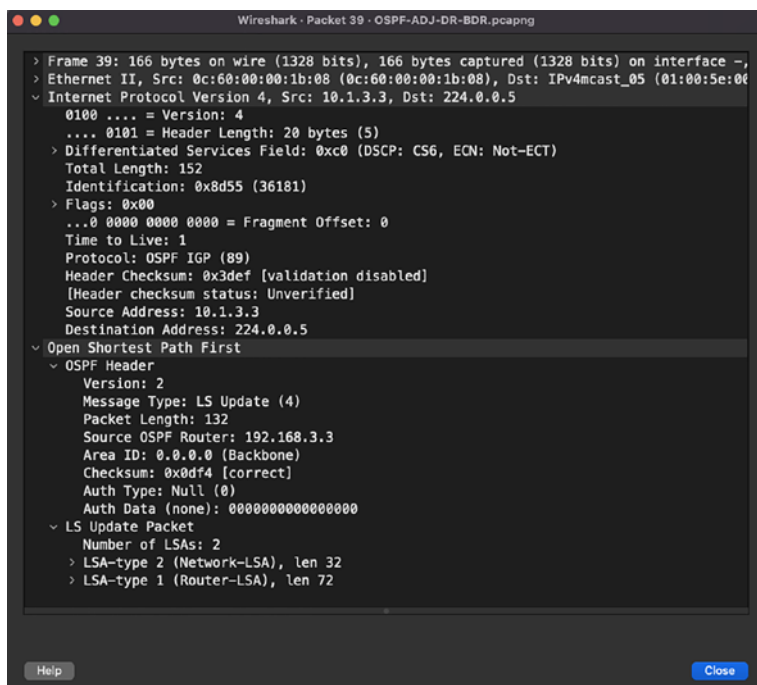 Wireshark · Packet 39 · OSPF-ADJ-DR-BDR.pcapng
> Frame 39: 166 bytes on wire (1328 bits), 166 bytes captured (1328 bits) on interface -,
> Ethernet II, Src: 0c:60:00:00:1b:08 (0c:60:00:00:1b:08), Dst: IPv4mcast_05 (01:00:5e:00
Internet Protocol Version 4, Src: 10.1.3.3, Dst: 224.0.0.5
0100 .... = Version: 4
.... 0101 = Header Length: 20 bytes (5)
> Differentiated Services Field: 0xc0 (DSCP: CS6, ECN: Not-ECT)
Total Length: 152
Identification: 0x8d55 (36181)
> Flags: 0x00
...0 0000 0000 0000 = Fragment Offset: 0
Time to Live: 1
Protocol: OSPF IGP (89)
Header Checksum: 0x3def [validation disabled]
[Header checksum status: Unverified]
Source Address: 10.1.3.3
Destination Address: 224.0.0.5
Open Shortest Path First
OSPF Header
Version: 2
Message Type: LS Update (4)
Packet Length: 132
Source OSPF Router: 192.168.3.3
Area ID: 0.0.0.0 (Backbone)
Checksum: 0x0df4 [correct]
Auth Type: Null (0)
Auth Data (none): 0000000000000000
LS Update Packet
Number of LSAs: 2
> LSA-type 2 (Network-LSA), len 32
> LSA-type 1 (Router-LSA), len 72
Help
Close